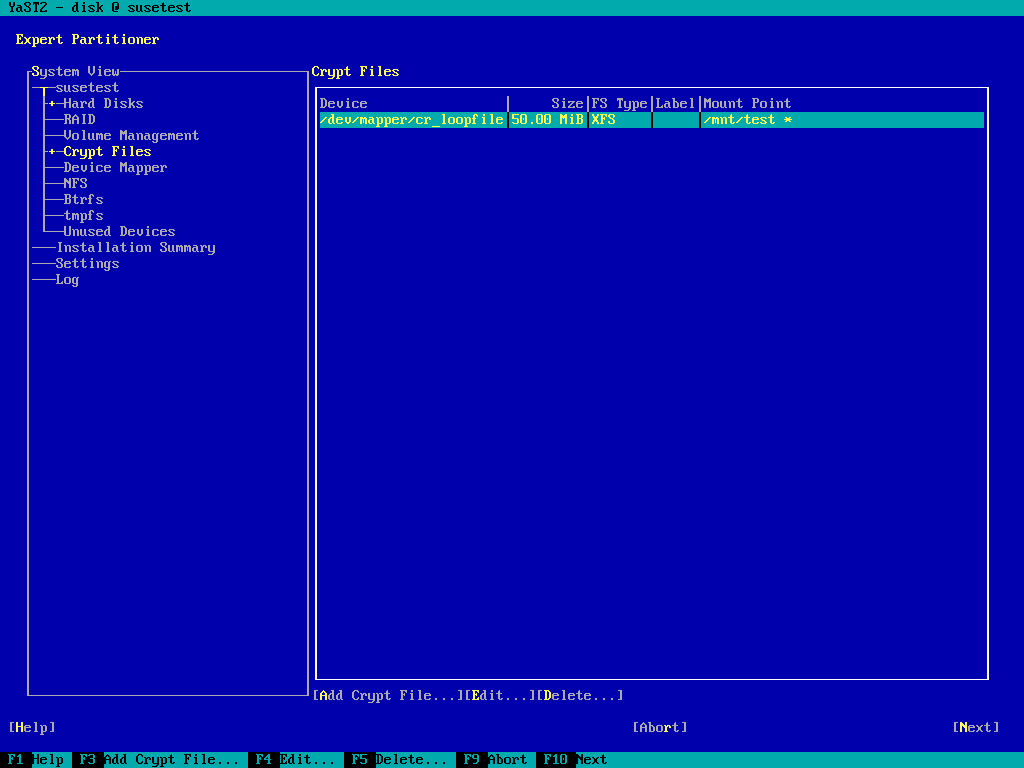 YaST2 - disk @ susetest
Expert Partitioner
System View
susetest
Hard Disks
RAID
Volume Management
Crypt Files
Device Mapper
NFS
Btrfs
tmpfs
Unused Devices
Installation Summary
Settings
Log
Crypt Files
Device | Size|FS Type|Label|Mount Point
/dev/mapper/cr_loopfile|50.00 MiB|XFS | |/mnt/test *
[Add Crypt File...][Edit...][Delete...]
[Help] [Abort] [Next]
F1 Help F3 Add Crypt File... F4 Edit... F5 Delete... F9 Abort F10 Next